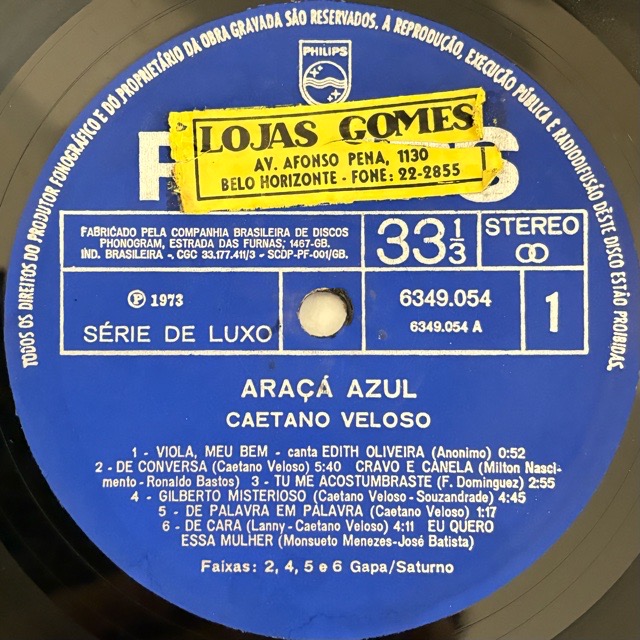 TODOS OS DIREITOS DO PRODUTOR FONOGRÁFICO E DO PROPRIETÁRIO DA OBRA GRAVADA SÃO RESERVADOS. A REPRODUÇÃO, EXECUÇÃO PÚBLICA E RADIODIFUSÃO DESTE DISCO ESTÃO PROIBIDAS
PHILIPS
LOJAS GOMES
AV. AFONSO PENA, 1130
BELO HORIZONTE - FONE: 22-2855
FABRICADO PELA COMPANHIA BRASILEIRA DE DISCOS
PHONOGRAM, ESTRADA DAS FURNAS, 1467-GB.
IND. BRASILEIRA - CGC 33.177.411/3 - SCDP-PF-001/GB.
33 1/3
STEREO
℗ 1973
SÉRIE DE LUXO
6349.054
6349.054 A
1
ARAÇÁ AZUL
CAETANO VELOSO
1 - VIOLA, MEU BEM - canta EDITH OLIVEIRA (Anonimo) 0:52
2 - DE CONVERSA (Caetano Veloso) 5:40 CRAVO E CANELA (Milton Nasci-
mento - Ronaldo Bastos) 3 - TU ME ACOSTUMBRASTE (F. Dominguez) 2:55
4 - GILBERTO MISTERIOSO (Caetano Veloso - Souzandrade) 4:45
5 - DE PALAVRA EM PALAVRA (Caetano Veloso) 1:17
6 - DE CARA (Lanny - Caetano Veloso) 4:11 EU QUERO
ESSA MULHER (Monsueto Menezes-José Batista)
Faixas: 2, 4, 5 e 6 Gapa/Saturno